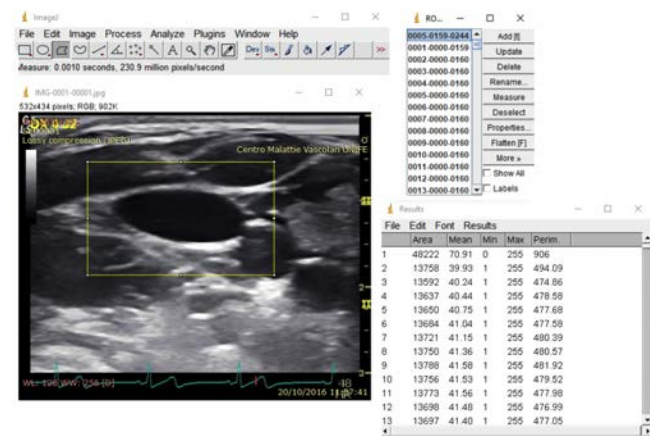 ImageJ
File Edit Image Process Analyze Plugins Window Help
Dev Stk
Measure: 0.0010 seconds, 230.9 million pixels/second
IMG-0001-00001.jpg
532x434 pixels; RGB; 902K
Lossy compression (JPEG)
Centro Malattie Vascolari UNIFE
2
3
48
20/10/2016 11:37:41
RO...
0005-0159-0244
0001-0000-0159
0002-0000-0160
0003-0000-0160
0004-0000-0160
0005-0000-0160
0006-0000-0160
0007-0000-0160
0008-0000-0160
0009-0000-0160
0010-0000-0160
0011-0000-0160
0012-0000-0160
0013-0000-0160
Add [t]
Update
Delete
Rename...
Measure
Deselect
Properties...
Flatten [F]
More »
Show All
Labels
Results
File Edit Font Results
Area Mean Min Max Perim.
1 48222 70.91 0 255 906
2 13758 39.93 1 255 494.09
3 13592 40.24 1 255 474.86
4 13637 40.44 1 255 478.58
5 13650 40.75 1 255 477.68
6 13684 41.04 1 255 477.58
7 13721 41.15 1 255 480.39
8 13750 41.36 1 255 480.57
9 13788 41.58 1 255 481.92
10 13756 41.53 1 255 479.52
11 13773 41.56 1 255 477.98
12 13698 41.48 1 255 476.99
13 13697 41.40 1 255 477.05